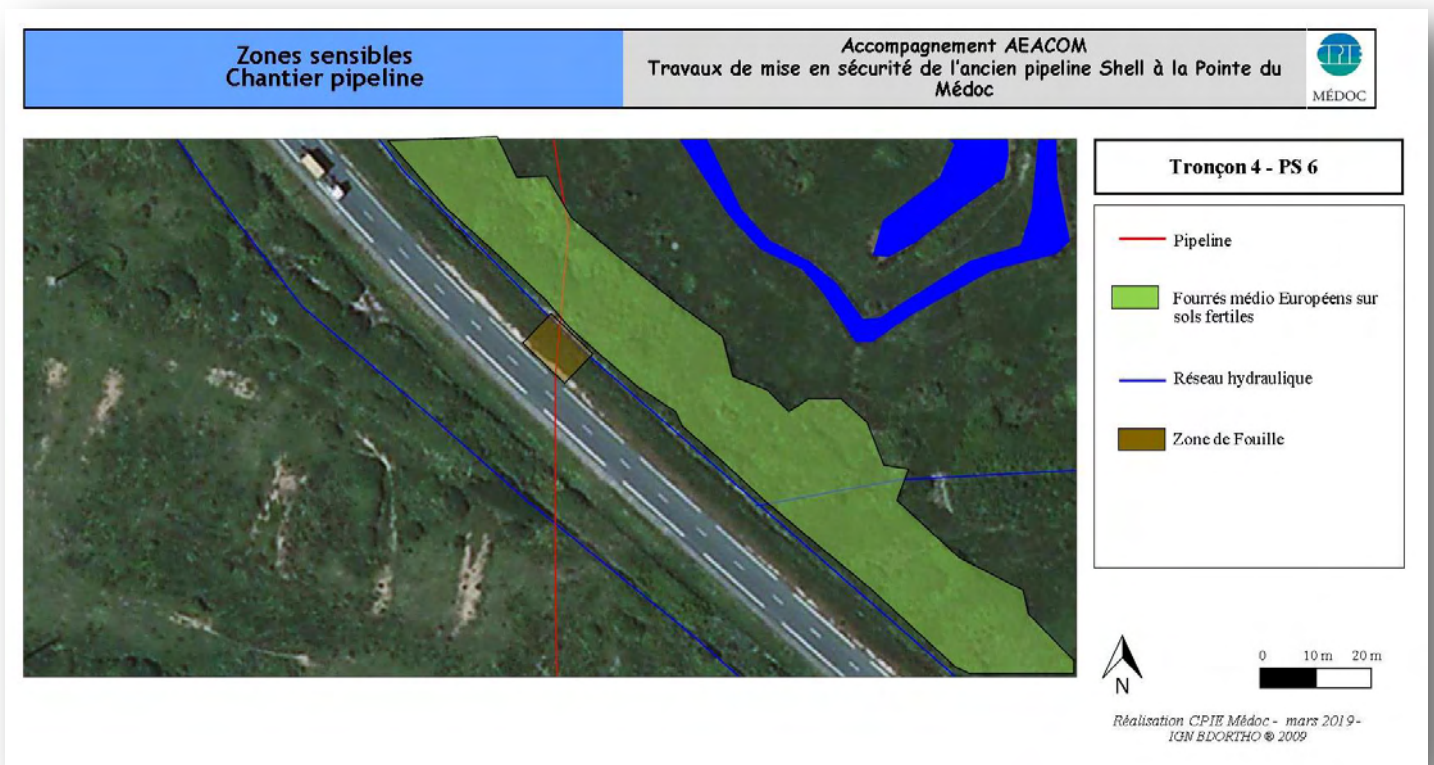 Zones sensibles
Chantier pipeline
Accompagnement AEACOM
Travaux de mise en sécurité de l'ancien pipeline Shell à la Pointe du
Médoc
CPIE
MÉDOC
Tronçon 4 - PS 6
Pipeline
Fourrés médio Européens sur
sols fertiles
Réseau hydraulique
Zone de Fouille
N
0 10 m 20 m
Réalisation CPIE Médoc - mars 2019-
IGN BDORTHO ® 2009